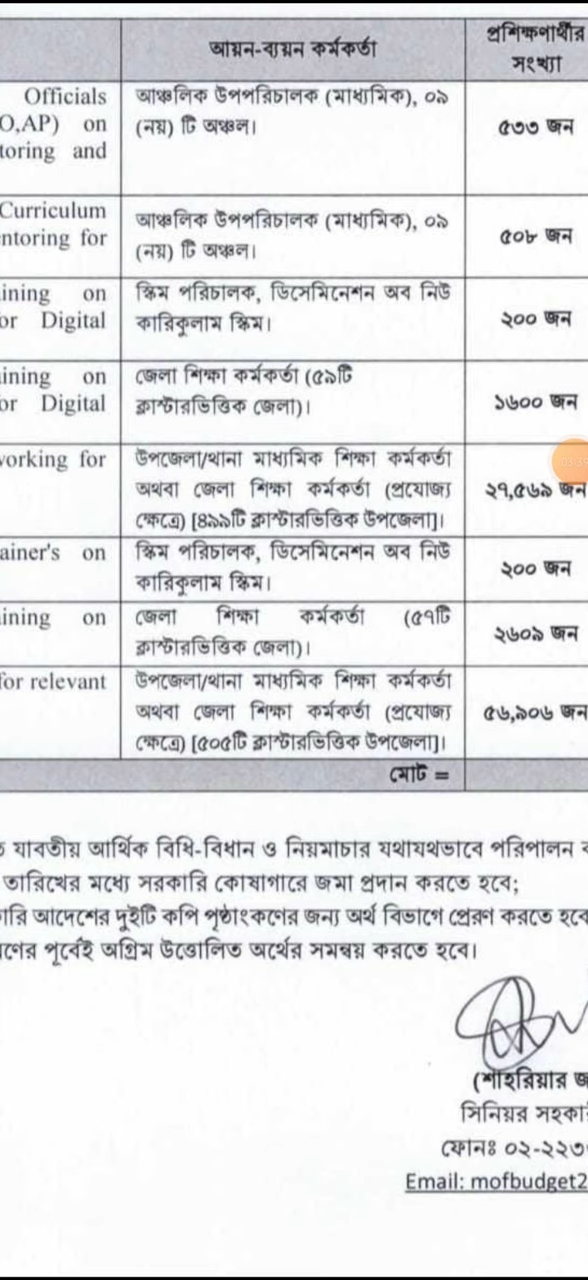 আয়ন-ব্যয়ন কর্মকর্তা
প্রশিক্ষণার্থীর
সংখ্যা
Officials
O,AP) on
toring and
আঞ্চলিক উপপরিচালক (মাধ্যমিক), ০৯
(নয়) টি অঞ্চল।
৫৩৩ জন
Curriculum
ntoring for
আঞ্চলিক উপপরিচালক (মাধ্যমিক), ০৯
(নয়) টি অঞ্চল।
৫০৮ জন
ining on
or Digital
স্কিম পরিচালক, ডিসেমিনেশন অব নিউ
কারিকুলাম স্কিম।
২০০ জন
ining on
or Digital
জেলা শিক্ষা কর্মকর্তা (৫৯টি
ক্লাস্টারভিত্তিক জেলা)।
১৬০০ জন
vorking for
উপজেলা/থানা মাধ্যমিক শিক্ষা কর্মকর্তা
অথবা জেলা শিক্ষা কর্মকর্তা (প্রযোজ্য
ক্ষেত্রে) [৪৯৯টি ক্লাস্টারভিত্তিক উপজেলা]।
২৭,৫৬৯ জন
ainer's on
স্কিম পরিচালক, ডিসেমিনেশন অব নিউ
কারিকুলাম স্কিম।
২০০ জন
ining on
জেলা শিক্ষা কর্মকর্তা (৫৭টি
ক্লাস্টারভিত্তিক জেলা)।
২৬০৯ জন
for relevant
উপজেলা/থানা মাধ্যমিক শিক্ষা কর্মকর্তা
অথবা জেলা শিক্ষা কর্মকর্তা (প্রযোজ্য
ক্ষেত্রে) [৫০৫টি ক্লাস্টারভিত্তিক উপজেলা]।
৫৬,৯০৬ জন
মোট =
যাবতীয় আর্থিক বিধি-বিধান ও নিয়মাচার যথাযথভাবে পরিপালন
তারিখের মধ্যে সরকারি কোষাগারে জমা প্রদান করতে হবে;
আদেশের দুইটি কপি পৃষ্ঠাংকণের জন্য অর্থ বিভাগে প্রেরণ করতে হবে
পূর্বেই অগ্রিম উত্তোলিত অর্থের সমন্বয় করতে হবে।
(শাহরিয়ার
সিনিয়র সহকা
ফোনঃ ০২-২২৩
Email: mofbudget2